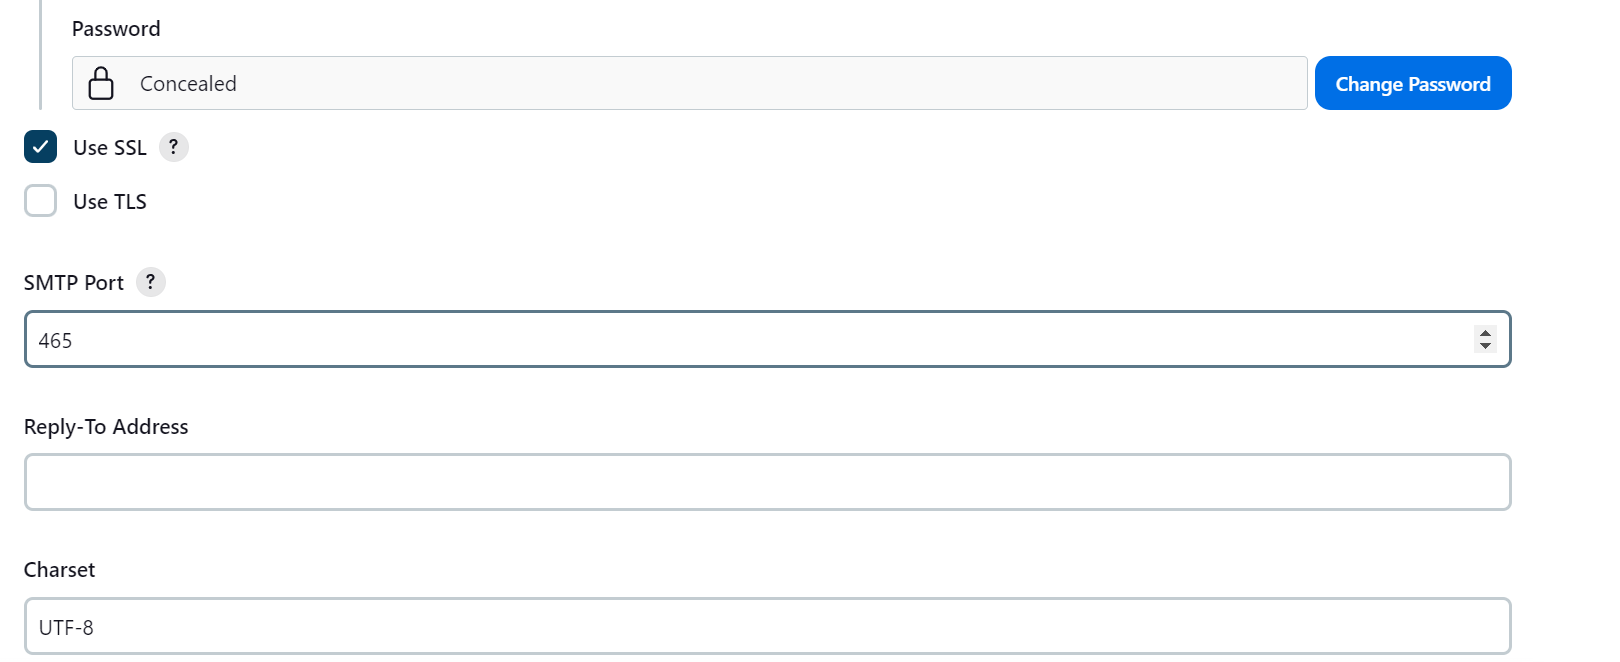 Password
Concealed
Change Password
Use SSL ?
Use TLS
SMTP Port ?
465
Reply-To Address
Charset
UTF-8